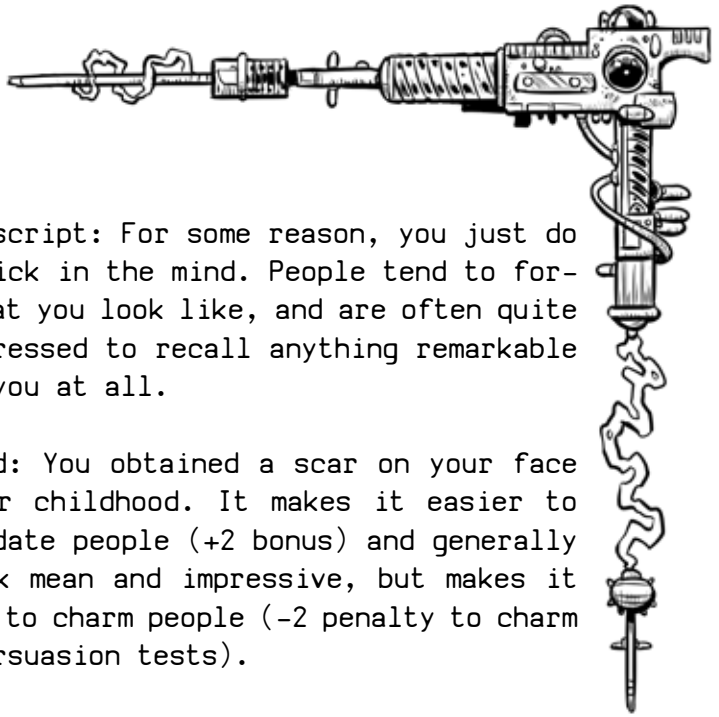 script: For some reason, you just do
ick in the mind. People tend to for-
at you look like, and are often quite
ressed to recall anything remarkable
you at all.
d: You obtained a scar on your face
r childhood. It makes it easier to
date people (+2 bonus) and generally
k mean and impressive, but makes it
to charm people (-2 penalty to charm
rsuasion tests).